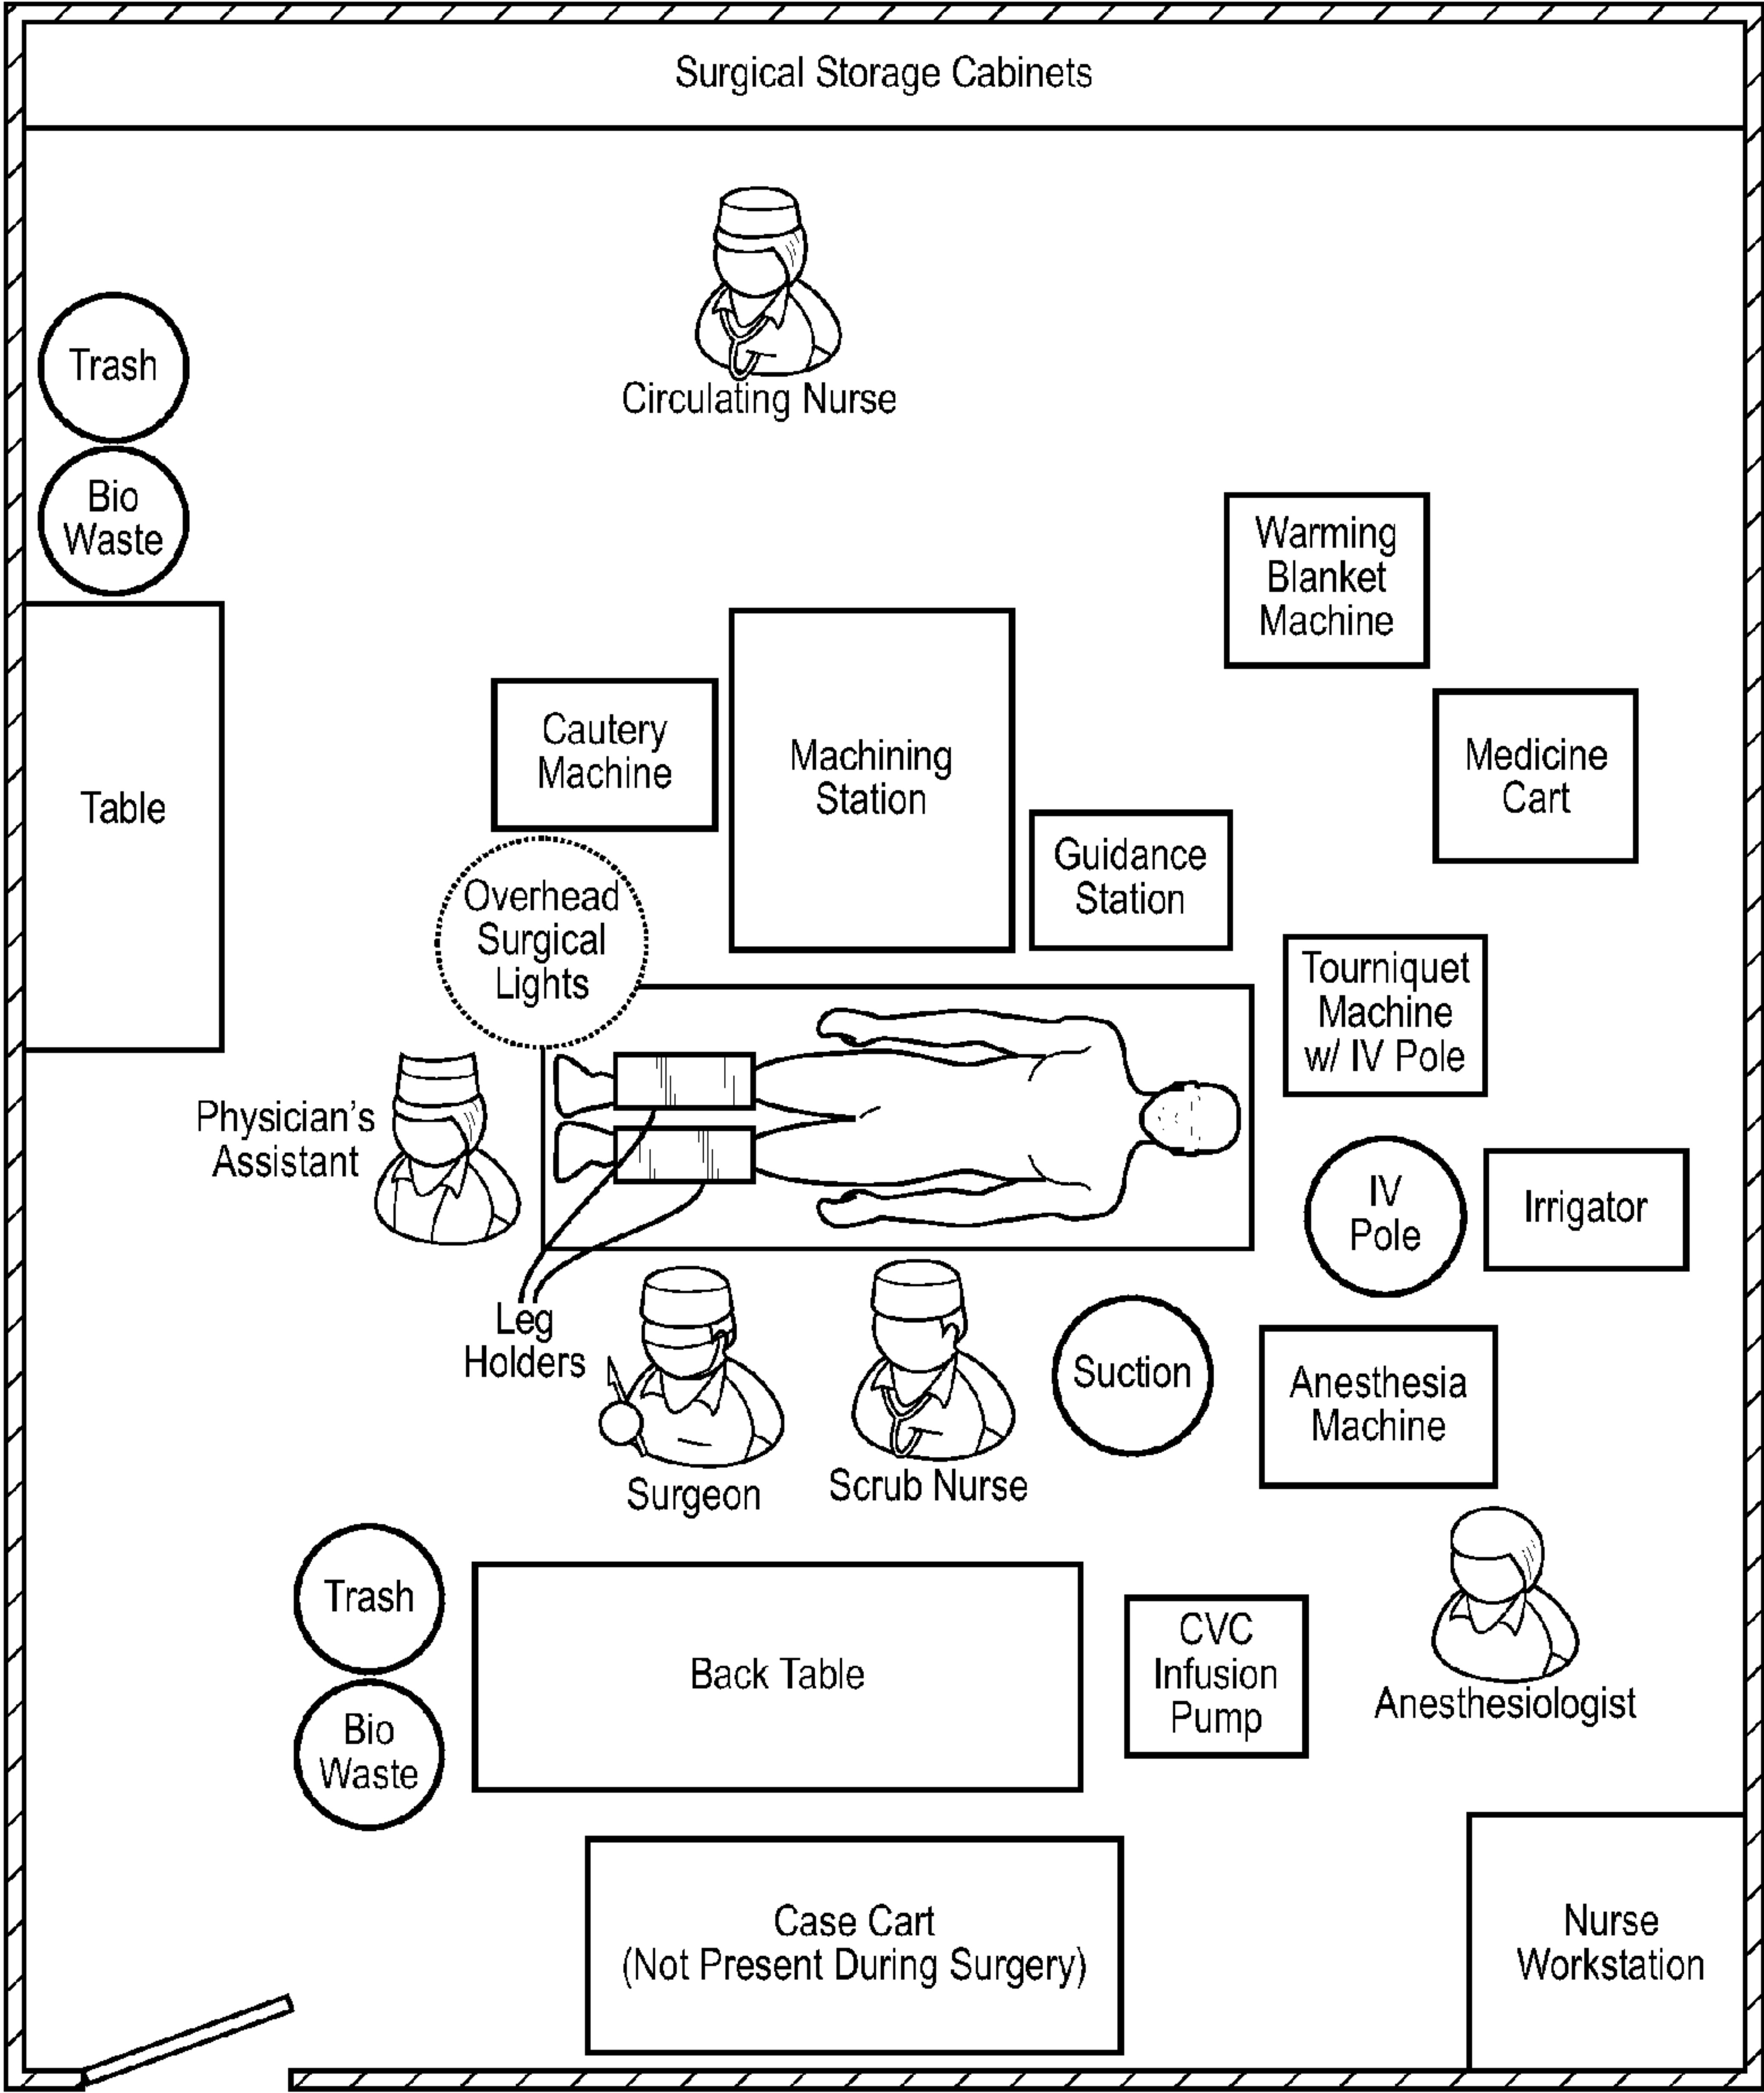 Surgical Storage Cabinets
Circulating Nurse
Trash
Bio
Waste
Warming
Blanket
Machine
Table
Cautery
Machine
Machining
Station
Medicine
Cart
Guidance
Station
Overhead
Surgical
Lights
Tourniquet
Machine
w/ IV Pole
Physician’s
Assistant
IV
Pole
Irrigator
Leg
Holders
Surgeon
Scrub Nurse
Suction
Anesthesia
Machine
Trash
Bio
Waste
Back Table
CVC
Infusion
Pump
Anesthesiologist
Case Cart
(Not Present During Surgery)
Nurse
Workstation